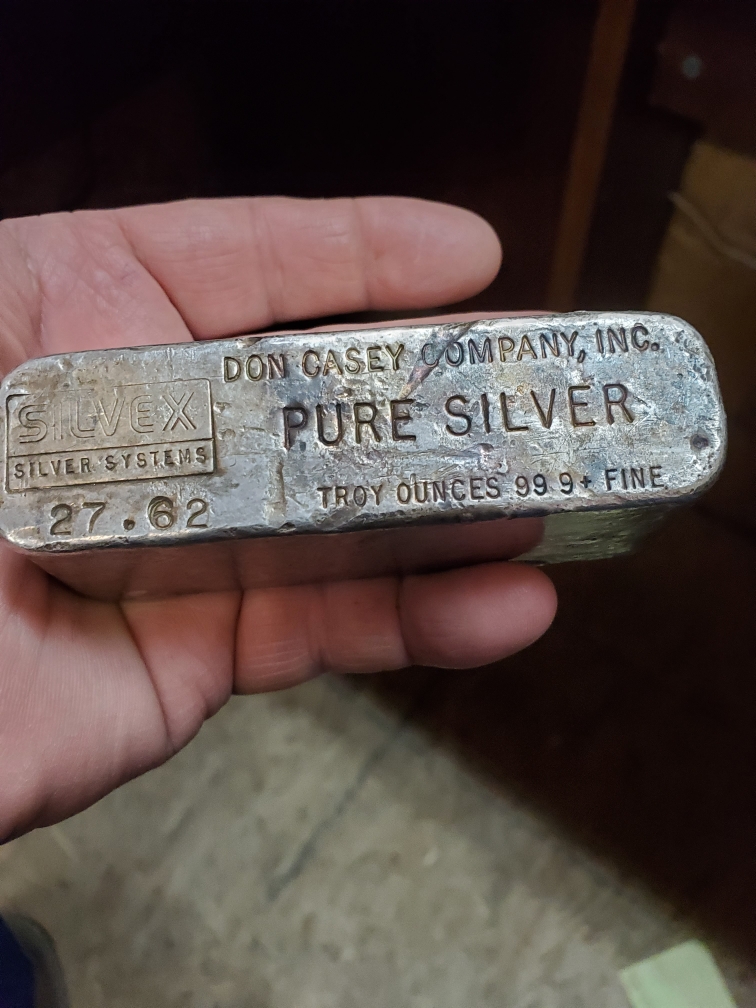 DON CASEY COMPANY, INC.
SILVEX
PURE SILVER
SILVER SYSTEMS
TROY OUNCES 99.9+ FINE
27.62